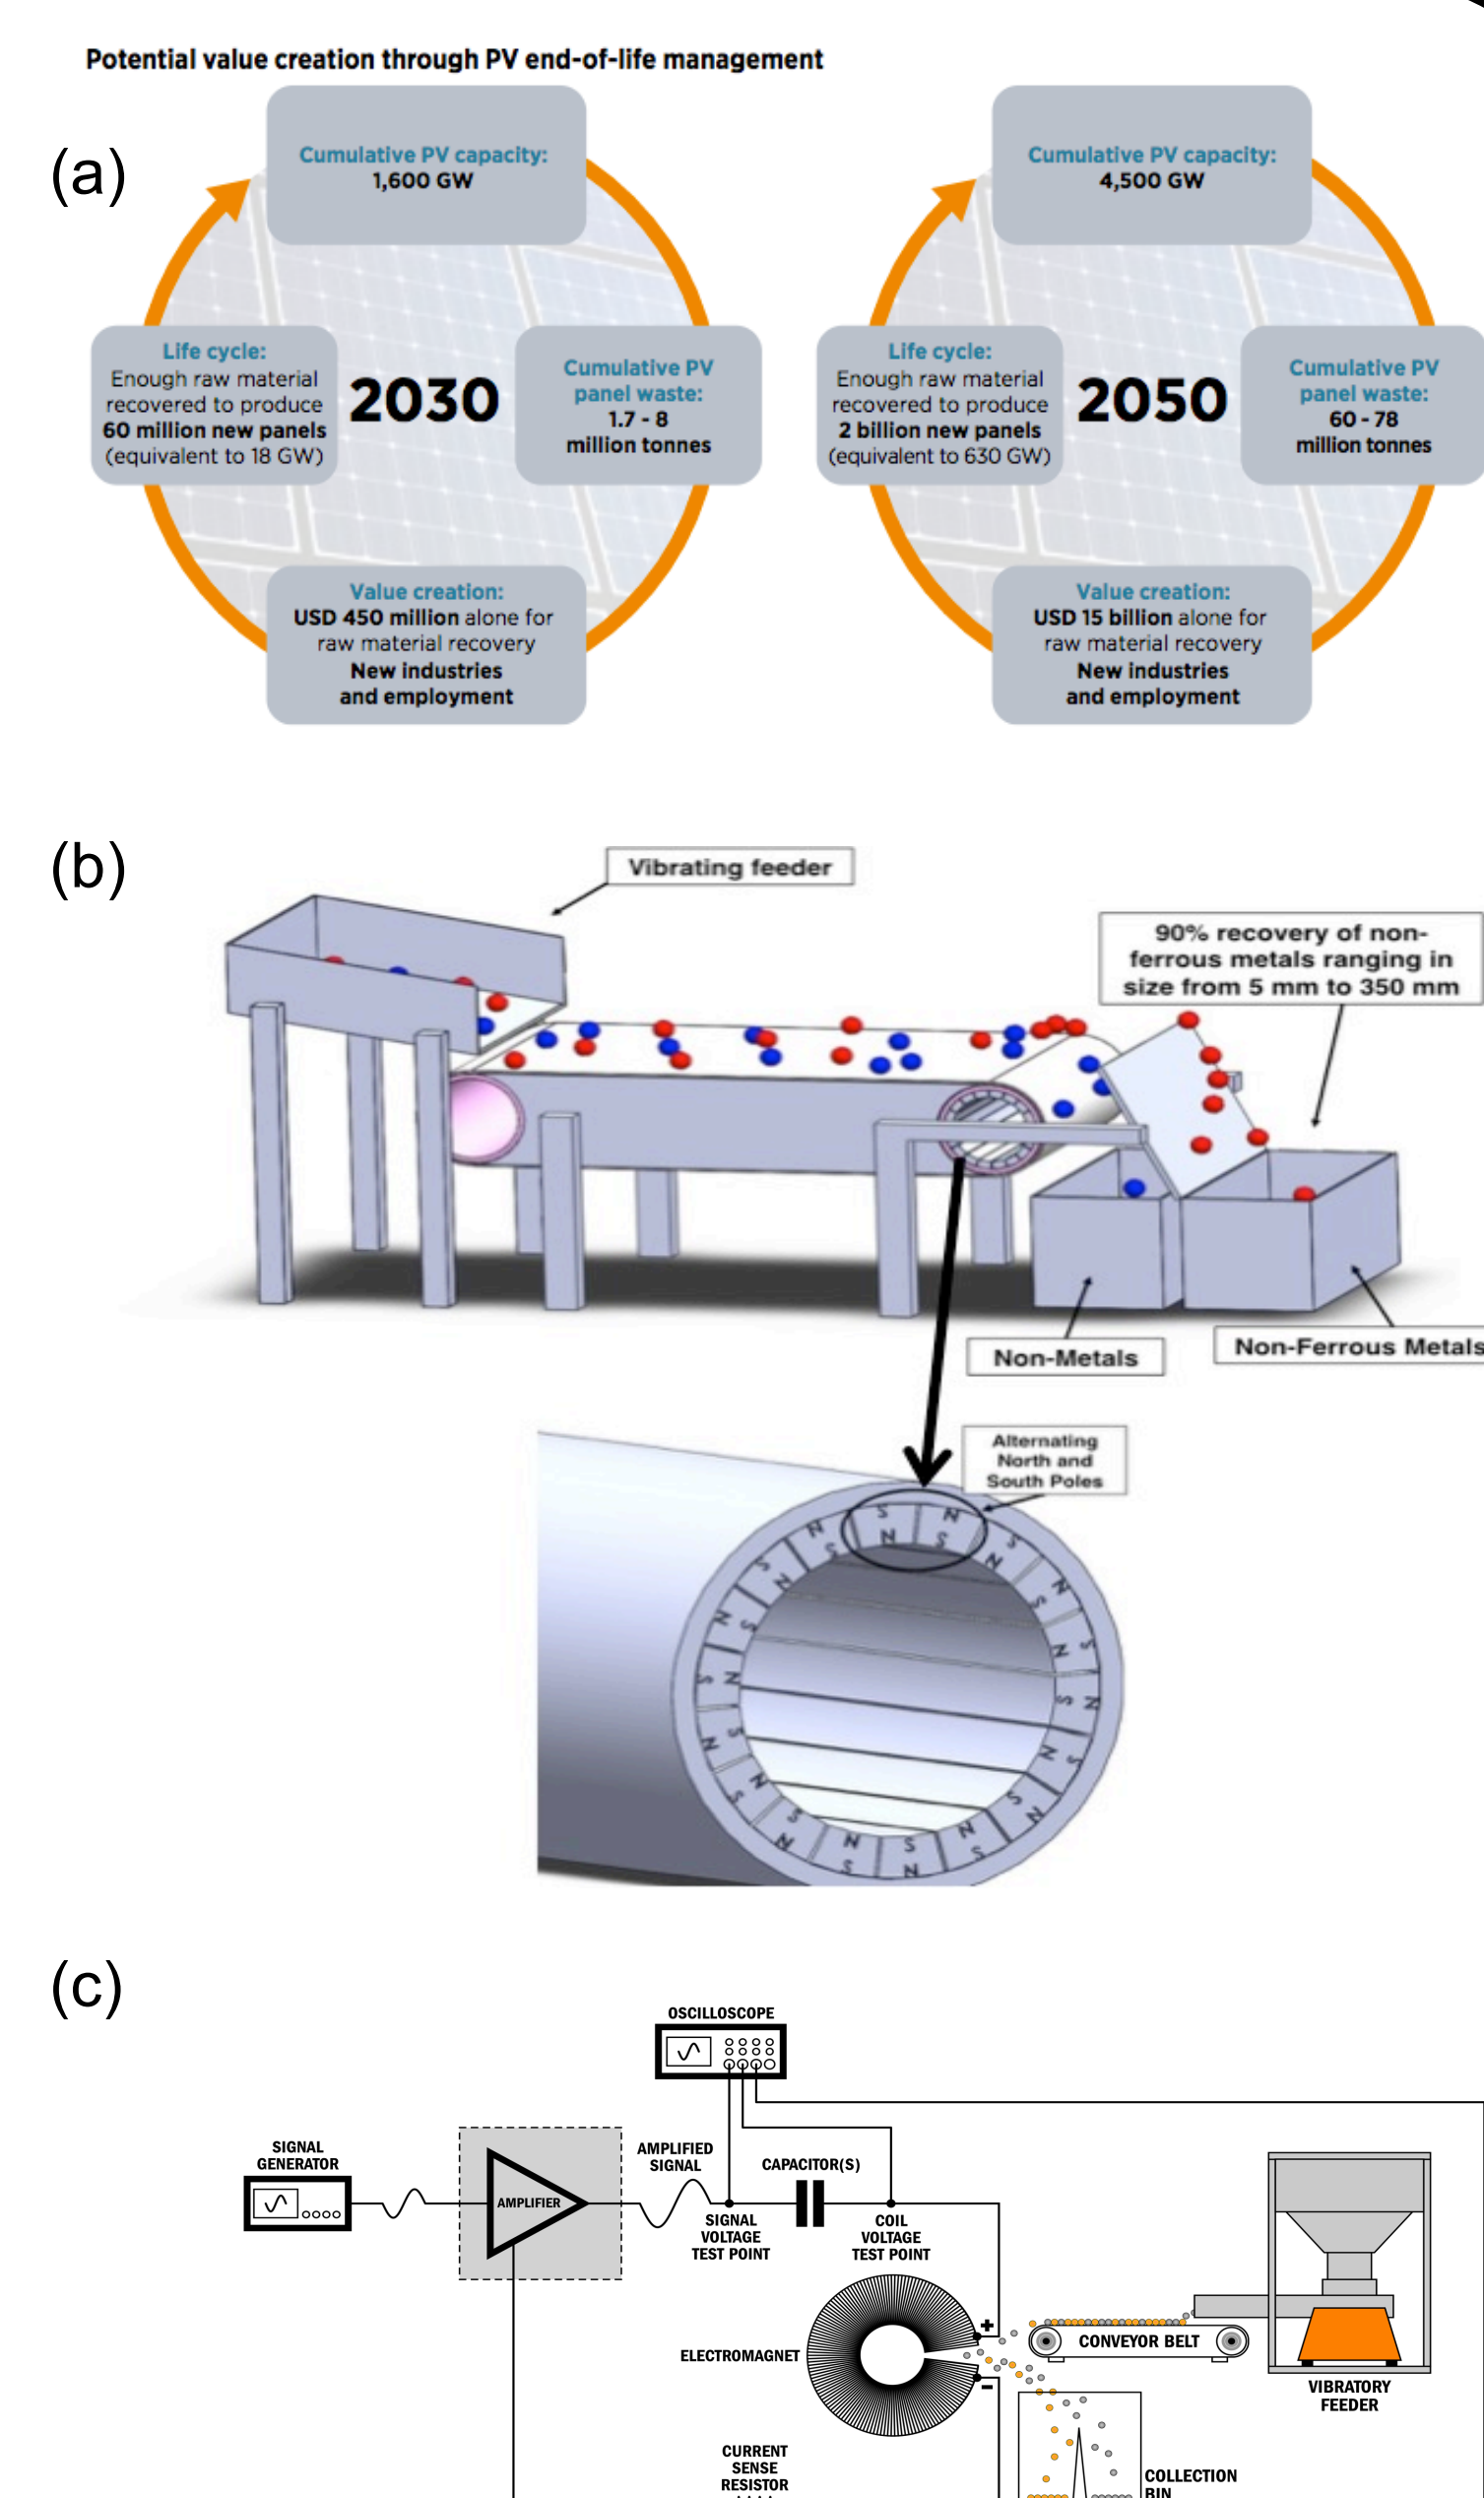 Potential value creation through PV end-of-life management
(a)
Cumulative PV capacity:
1,600 GW
Life cycle:
Enough raw material
recovered to produce
60 million new panels
(equivalent to 18 GW)
2030
Cumulative PV
panel waste:
1.7 - 8
million tonnes
Value creation:
USD 450 million alone for
raw material recovery
New industries
and employment
Cumulative PV capacity:
4,500 GW
Life cycle:
Enough raw material
recovered to produce
2 billion new panels
(equivalent to 630 GW)
2050
Cumulative PV
panel waste:
60 - 78
million tonnes
Value creation:
USD 15 billion alone for
raw material recovery
New industries
and employment
(b)
Vibrating feeder
90% recovery of non-
ferrous metals ranging in
size from 5 mm to 350 mm
Non-Metals
Non-Ferrous Metals
Alternating
North and
South Poles
(c)
OSCILLOSCOPE
SIGNAL
GENERATOR
AMPLIFIER
AMPLIFIED
SIGNAL
CAPACITOR(S)
SIGNAL
VOLTAGE
TEST POINT
COIL
VOLTAGE
TEST POINT
ELECTROMAGNET
+
-
CONVEYOR BELT
VIBRATORY
FEEDER
CURRENT
SENSE
RESISTOR
COLLECTION
BIN